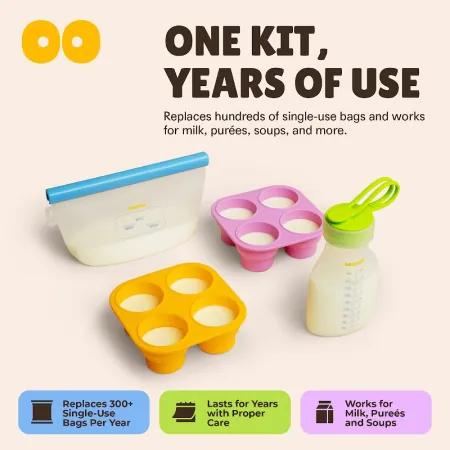 ONE KIT,
YEARS OF USE
Replaces hundreds of single-use bags and works
for milk, purées, soups, and more.
Replaces 300+
Single-Use
Bags Per Year
Lasts for Years
with Proper
Care
Works for
Milk, Pureés
and Soups